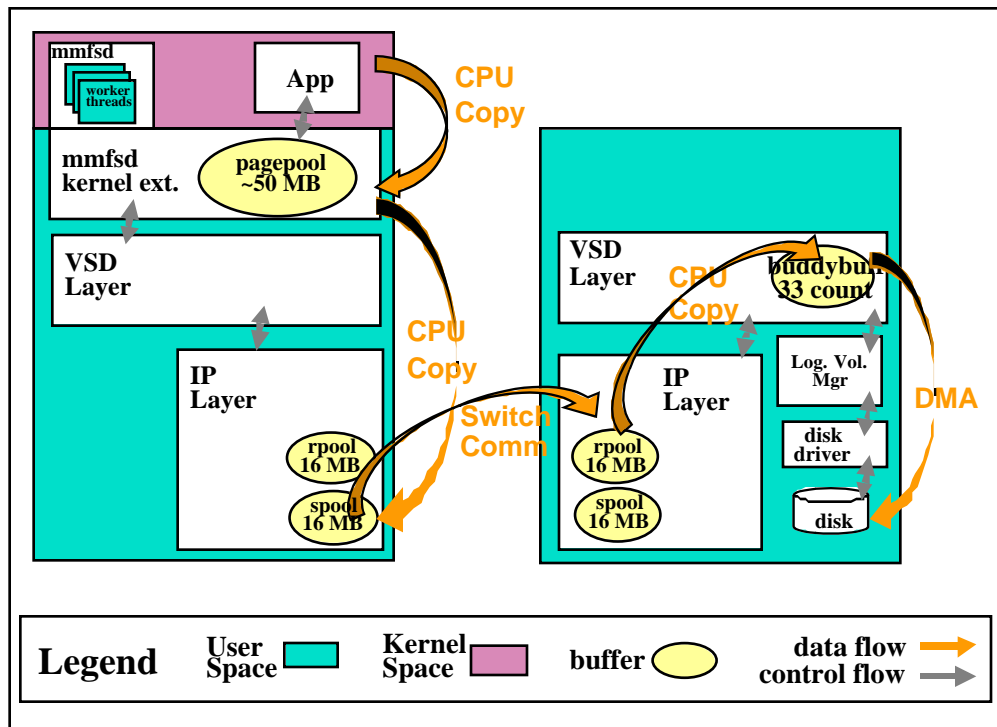 mmfsd
worker
threads
App
CPU
Copy
mmfsd
kernel ext.
pagepool
~50 MB
VSD
Layer
CPU
Copy
IP
Layer
rpool
16 MB
spool
16 MB
Switch
Comm
VSD
Layer
buddybuf
33 count
CPU
Copy
IP
Layer
rpool
16 MB
spool
16 MB
Log. Vol.
Mgr
disk
driver
disk
DMA
Legend
User
Space
Kernel
Space
buffer
data flow
control flow